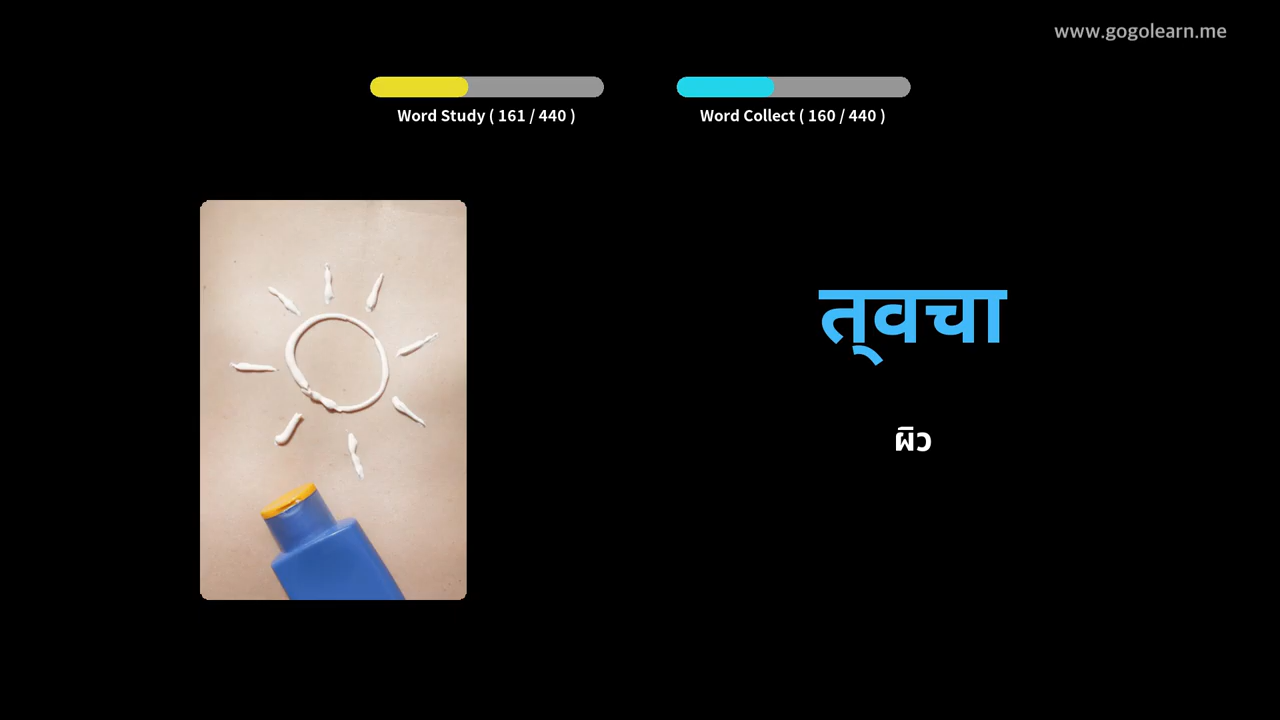 www.gogolearn.me
Word Study ( 161 / 440 )
Word Collect ( 160 / 440 )
त्वचा
ผิว